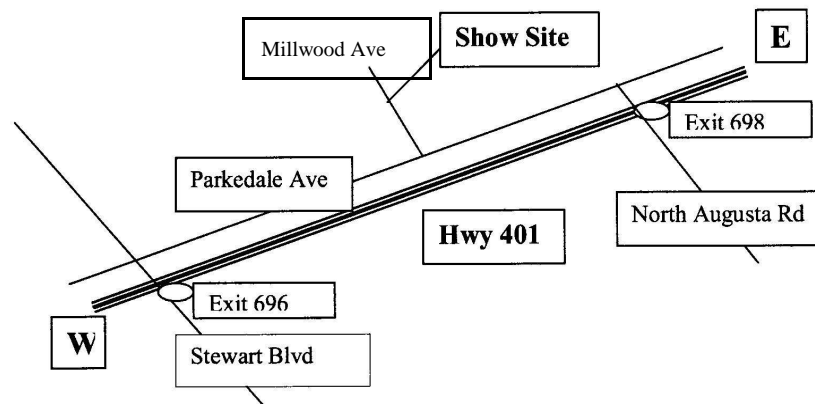 Millwood Ave
Show Site
E
Exit 698
Parkedale Ave
North Augusta Rd
Hwy 401
Exit 696
W
Stewart Blvd